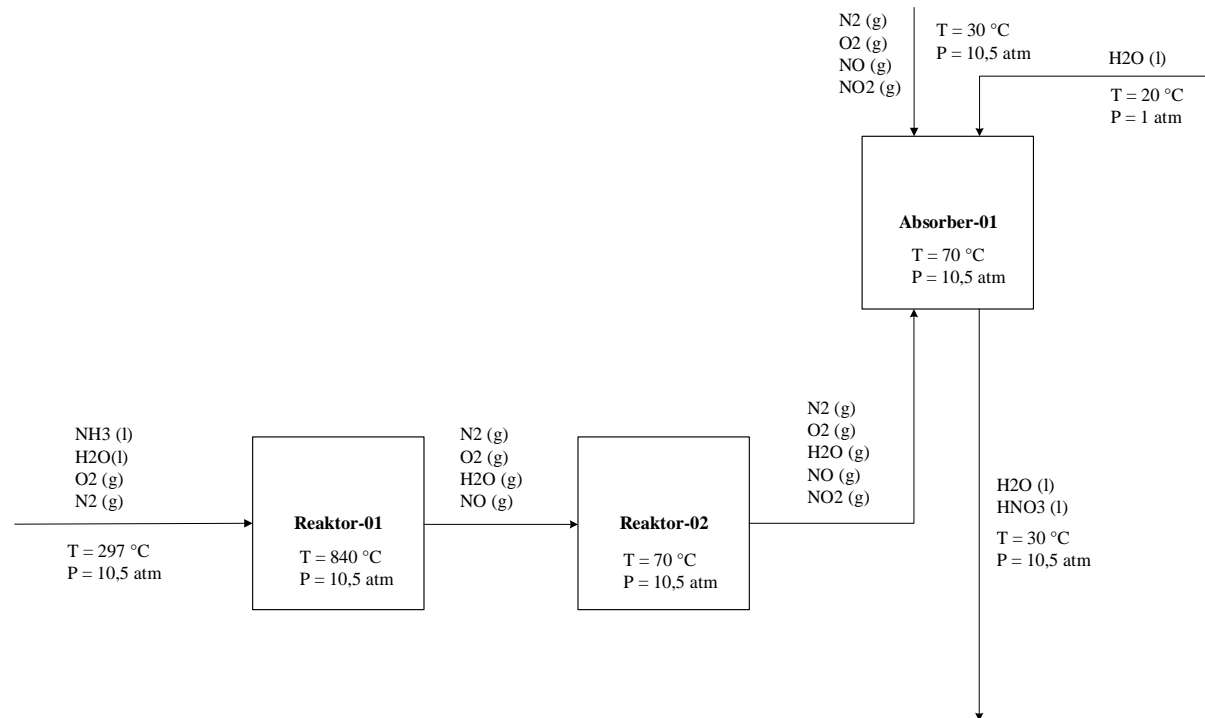 N2 (g)
O2 (g)
NO (g)
NO2 (g)
T = 30 °C
P = 10,5 atm
H2O (l)
T = 20 °C
P = 1 atm
Absorber-01
T = 70 °C
P = 10,5 atm
NH3 (l)
H2O(l)
O2 (g)
N2 (g)
T = 297 °C
P = 10,5 atm
Reaktor-01
T = 840 °C
P = 10,5 atm
N2 (g)
O2 (g)
H2O (g)
NO (g)
Reaktor-02
T = 70 °C
P = 10,5 atm
N2 (g)
O2 (g)
H2O (g)
NO (g)
NO2 (g)
H2O (l)
HNO3 (l)
T = 30 °C
P = 10,5 atm